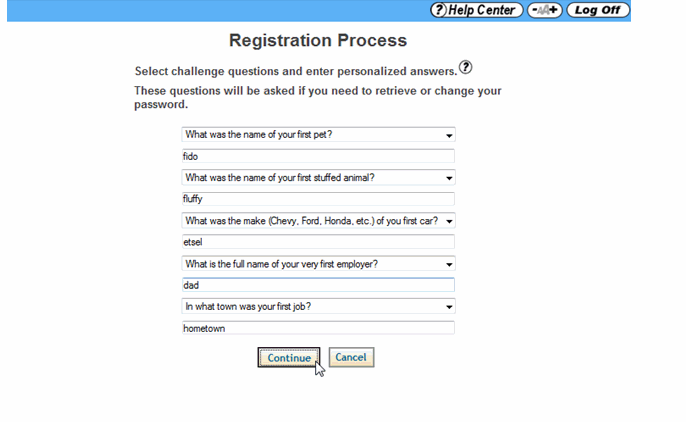 ? Help Center -AA+ Log Off
Registration Process
Select challenge questions and enter personalized answers. ?
These questions will be asked if you need to retrieve or change your
password.
What was the name of your first pet?
fido
What was the name of your first stuffed animal?
fluffy
What was the make (Chevy, Ford, Honda, etc.) of you first car?
etsel
What is the full name of your very first employer?
dad
In what town was your first job?
hometown
Continue Cancel